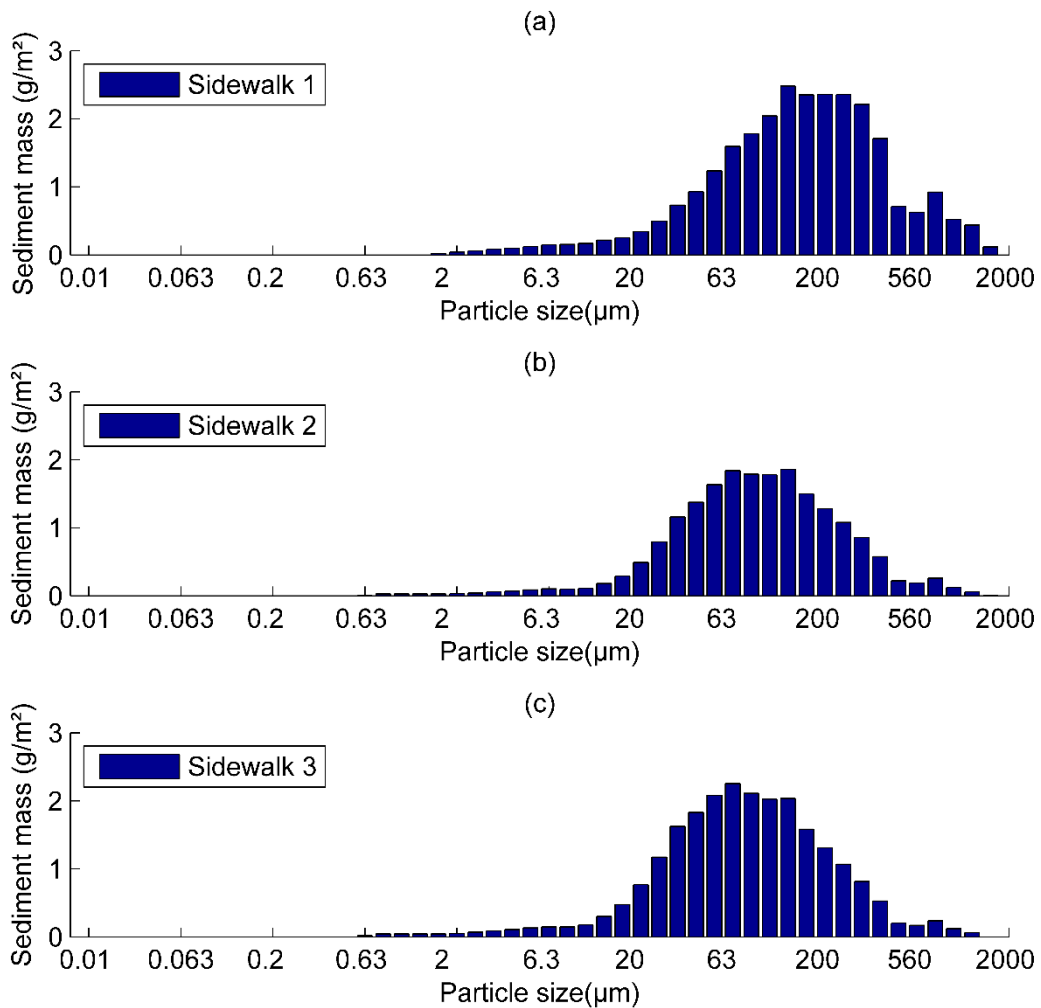 (a)
Sediment mass (g/m²)
3
2
1
0
Sidewalk 1
0.01 0.063 0.2 0.63 2 6.3 20 63 200 560 2000
Particle size(µm)
(b)
Sediment mass (g/m²)
3
2
1
0
Sidewalk 2
0.01 0.063 0.2 0.63 2 6.3 20 63 200 560 2000
Particle size(µm)
(c)
Sediment mass (g/m²)
3
2
1
0
Sidewalk 3
0.01 0.063 0.2 0.63 2 6.3 20 63 200 560 2000
Particle size(µm)